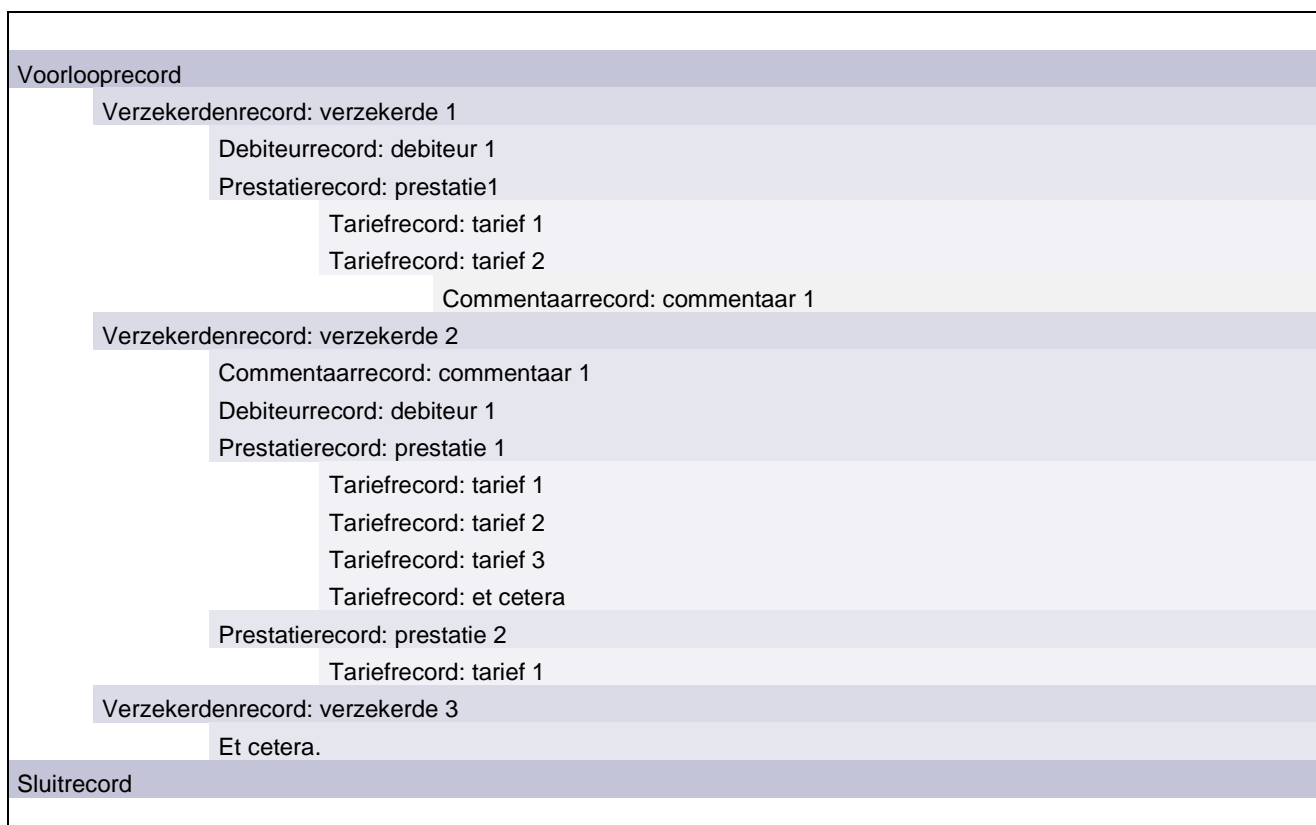 Voorlooprecord
Verzekerdenrecord: verzekerde 1
Debiteurrecord: debiteur 1
Prestatierecord: prestatie1
Tariefrecord: tarief 1
Tariefrecord: tarief 2
Commentaarrecord: commentaar 1
Verzekerdenrecord: verzekerde 2
Commentaarrecord: commentaar 1
Debiteurrecord: debiteur 1
Prestatierecord: prestatie 1
Tariefrecord: tarief 1
Tariefrecord: tarief 2
Tariefrecord: tarief 3
Tariefrecord: et cetera
Prestatierecord: prestatie 2
Tariefrecord: tarief 1
Verzekerdenrecord: verzekerde 3
Et cetera.
Sluitrecord